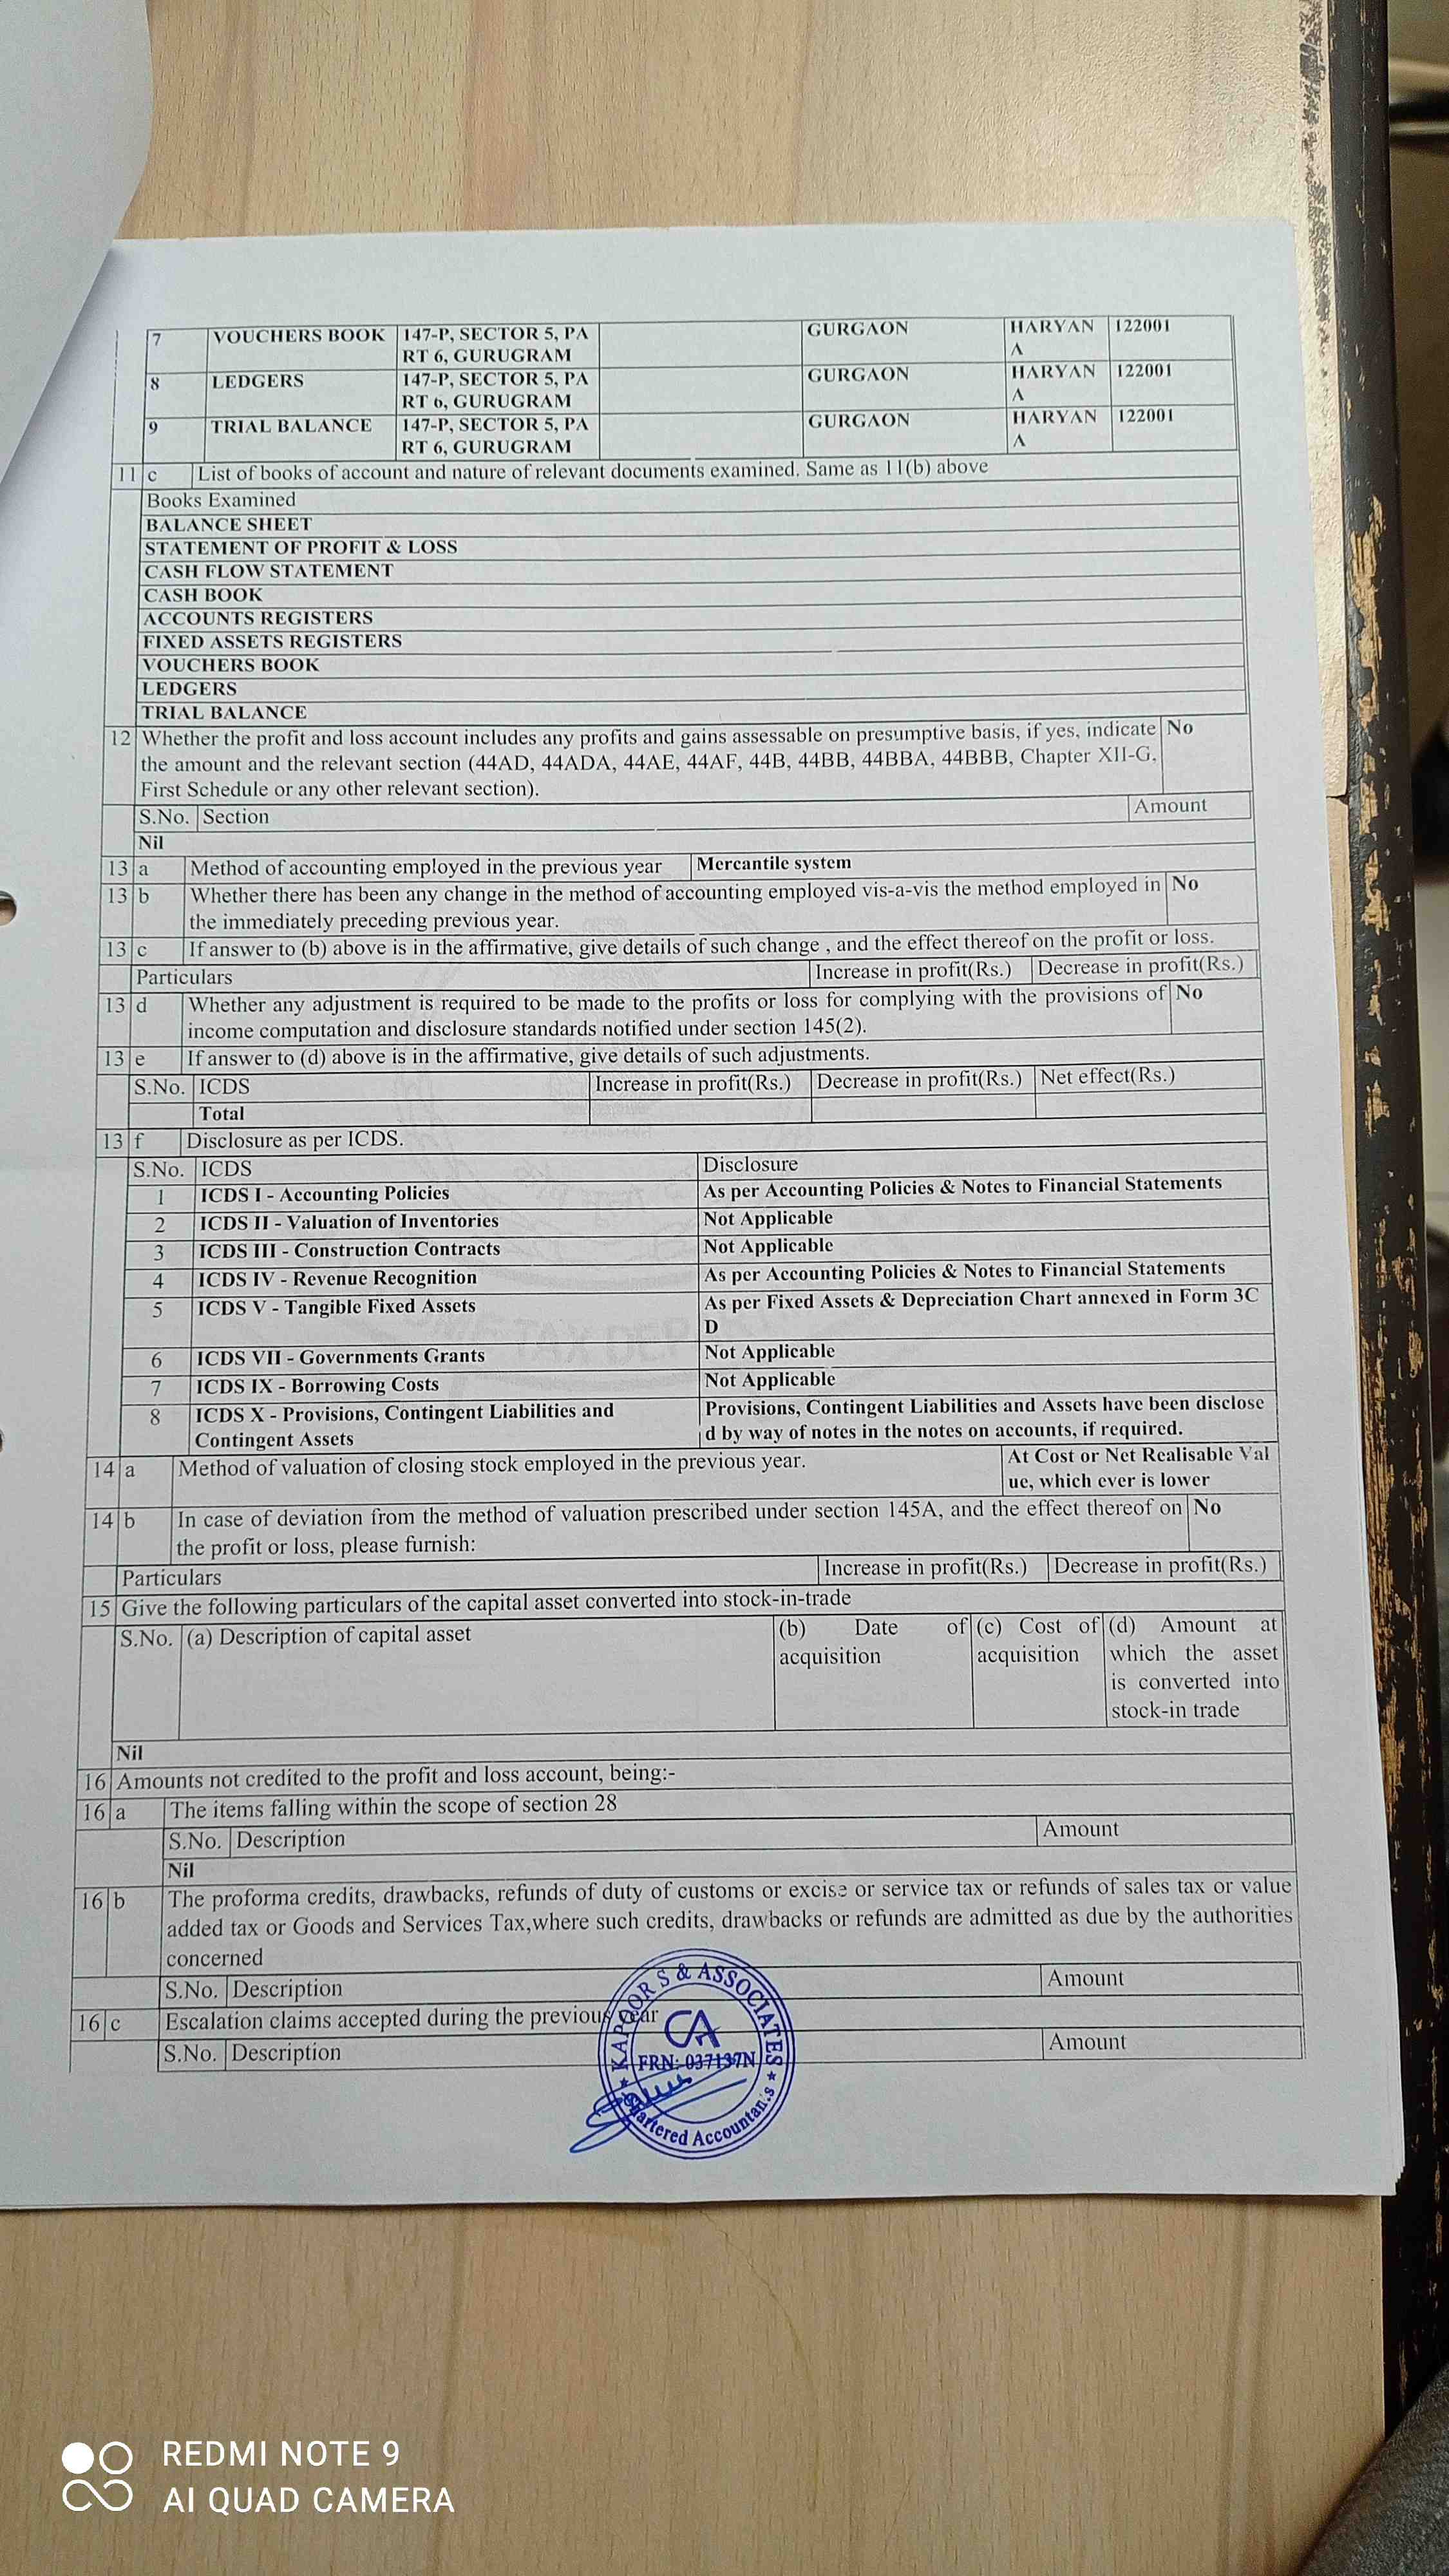 7 VOUCHERS BOOK 147-P, SECTOR 5, PA GURGAON HARYAN 122001
RT 6, GURUGRAM A
8 LEDGERS 147-P, SECTOR 5, PA GURGAON HARYAN 122001
RT 6, GURUGRAM A
9 TRIAL BALANCE 147-P, SECTOR 5, PA GURGAON HARYAN 122001
RT 6, GURUGRAM A
11 c List of books of account and nature of relevant documents examined. Same as 11(b) above
Books Examined
BALANCE SHEET
STATEMENT OF PROFIT & LOSS
CASH FLOW STATEMENT
CASH BOOK
ACCOUNTS REGISTERS
FIXED ASSETS REGISTERS
VOUCHERS BOOK
LEDGERS
TRIAL BALANCE
12 Whether the profit and loss account includes any profits and gains assessable on presumptive basis, if yes, indicate No
the amount and the relevant section (44AD, 44ADA, 44AE, 44AF, 44B, 44BB, 44BBA, 44BBB, Chapter XII-G,
First Schedule or any other relevant section).
S.No. Section Amount
Nil
13 a Method of accounting employed in the previous year Mercantile system
13 b Whether there has been any change in the method of accounting employed vis-a-vis the method employed in No
the immediately preceding previous year.
13 c If answer to (b) above is in the affirmative, give details of such change , and the effect thereof on the profit or loss.
Particulars Increase in profit(Rs.) Decrease in profit(Rs.)
13 d Whether any adjustment is required to be made to the profits or loss for complying with the provisions of No
income computation and disclosure standards notified under section 145(2).
13 e If answer to (d) above is in the affirmative, give details of such adjustments.
S.No. ICDS Increase in profit(Rs.) Decrease in profit(Rs.) Net effect(Rs.)
Total
13 f Disclosure as per ICDS.
S.No. ICDS Disclosure
1 ICDS I - Accounting Policies As per Accounting Policies & Notes to Financial Statements
2 ICDS II - Valuation of Inventories Not Applicable
3 ICDS III - Construction Contracts Not Applicable
4 ICDS IV - Revenue Recognition As per Accounting Policies & Notes to Financial Statements
5 ICDS V - Tangible Fixed Assets As per Fixed Assets & Depreciation Chart annexed in Form 3C
D
6 ICDS VII - Governments Grants Not Applicable
7 ICDS IX - Borrowing Costs Not Applicable
8 ICDS X - Provisions, Contingent Liabilities and Provisions, Contingent Liabilities and Assets have been disclose
Contingent Assets d by way of notes in the notes on accounts, if required.
14 a Method of valuation of closing stock employed in the previous year. At Cost or Net Realisable Val
ue, which ever is lower
14 b In case of deviation from the method of valuation prescribed under section 145A, and the effect thereof on No
the profit or loss, please furnish:
Particulars Increase in profit(Rs.) Decrease in profit(Rs.)
15 Give the following particulars of the capital asset converted into stock-in-trade
S.No. (a) Description of capital asset (b) Date of (c) Cost of (d) Amount at
acquisition acquisition which the asset
is converted into
stock-in trade
Nil
16 Amounts not credited to the profit and loss account, being:-
16 a The items falling within the scope of section 28
S.No. Description Amount
Nil
16 b The proforma credits, drawbacks, refunds of duty of customs or excise or service tax or refunds of sales tax or value
added tax or Goods and Services Tax,where such credits, drawbacks or refunds are admitted as due by the authorities
concerned
S.No. Description Amount
16 c Escalation claims accepted during the previous year
S.No. Description Amount
KAPOOR S & ASSOCIATES
CA
FRN: 037137N
Chartered Accountants
REDMI NOTE 9
AI QUAD CAMERA